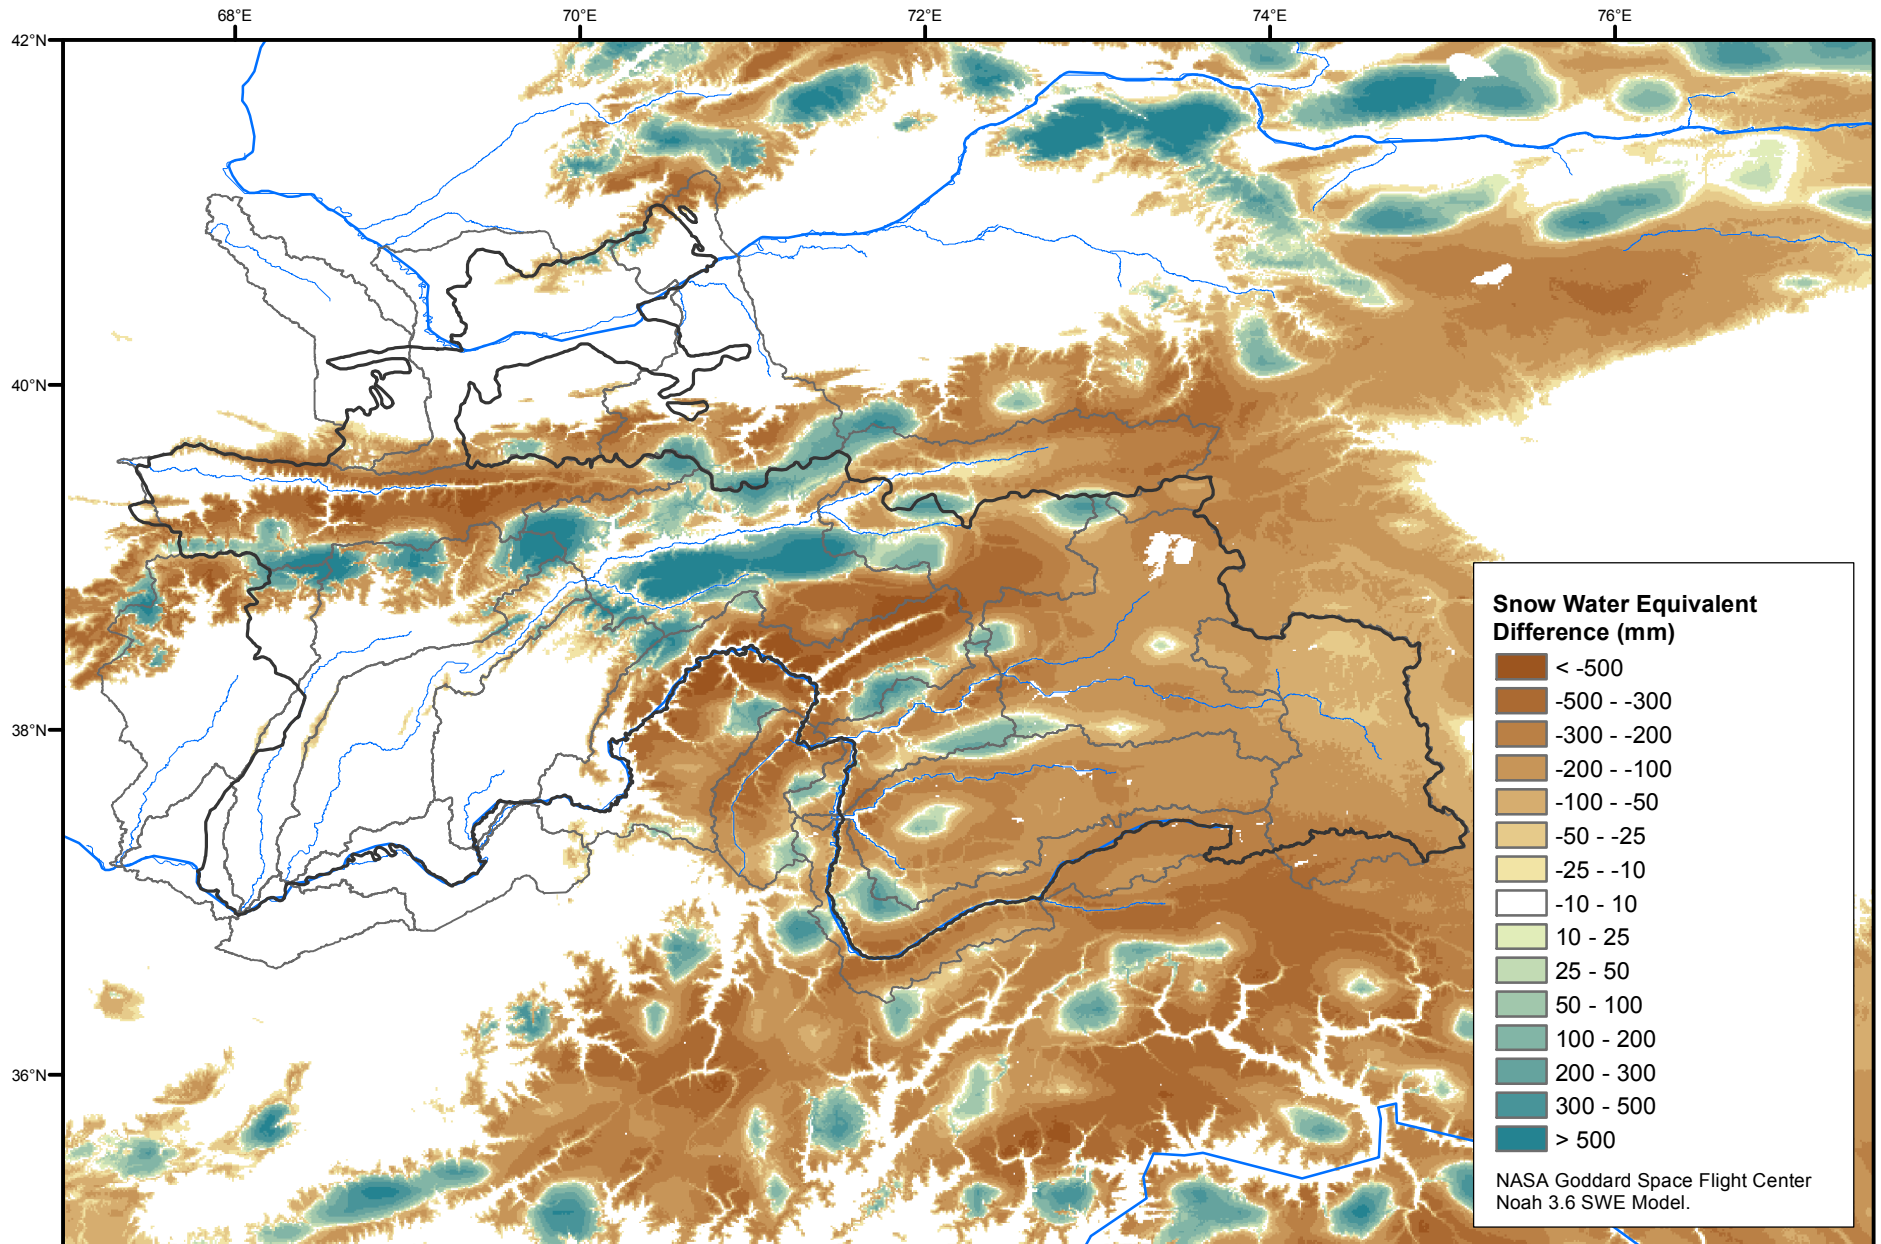 68°E
70°E
72°E
74°E
76°E
42°N
40°N
38°N
36°N
Snow Water Equivalent
Difference (mm)
< -500
-500 - -300
-300 - -200
-200 - -100
-100 - -50
-50 - -25
-25 - -10
-10 - 10
10 - 25
25 - 50
50 - 100
100 - 200
200 - 300
300 - 500
> 500
NASA Goddard Space Flight Center
Noah 3.6 SWE Model.